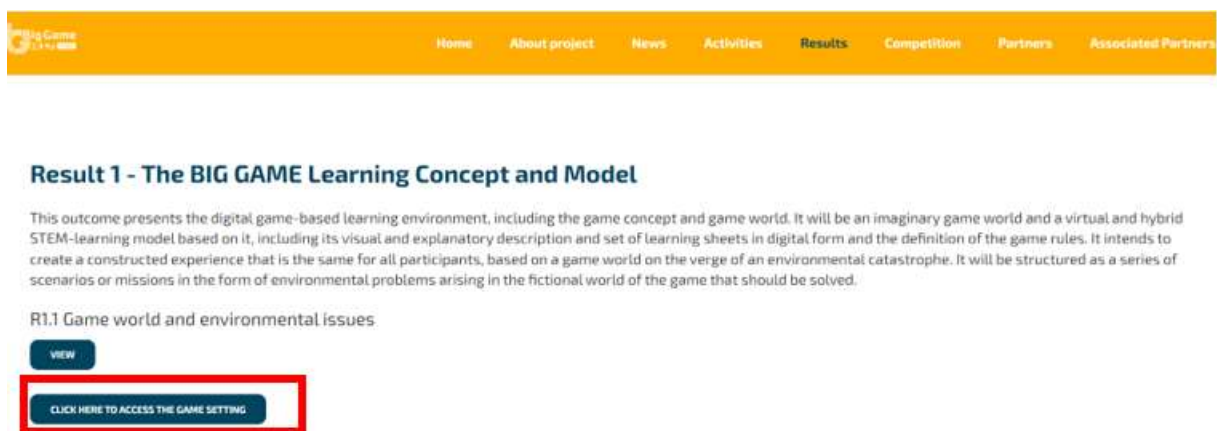 Big Game
Home About project News Activities Results Competition Partners Associated Partners
Result 1 - The BIG GAME Learning Concept and Model
This outcome presents the digital game-based learning environment, including the game concept and game world. It will be an imaginary game world and a virtual and hybrid
STEM-learning model based on it, including its visual and explanatory description and set of learning sheets in digital form and the definition of the game rules. It intends to
create a constructed experience that is the same for all participants, based on a game world on the verge of an environmental catastrophe. It will be structured as a series of
scenarios or missions in the form of environmental problems arising in the fictional world of the game that should be solved.
R1.1 Game world and environmental issues
VIEW
CLICK HERE TO ACCESS THE GAME SETTING